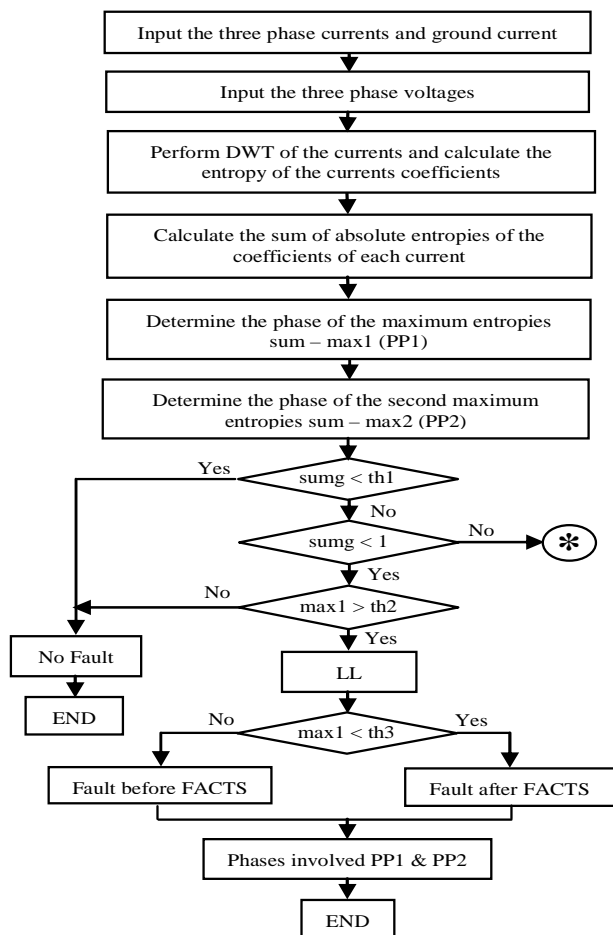 Input the three phase currents and ground current
Input the three phase voltages
Perform DWT of the currents and calculate the
entropy of the currents coefficients
Calculate the sum of absolute entropies of the
coefficients of each current
Determine the phase of the maximum entropies
sum – max1 (PP1)
Determine the phase of the second maximum
entropies sum – max2 (PP2)
Yes
sumg < th1
No
sumg < 1
No
*
Yes
No
max1 > th2
Yes
No Fault
LL
END
No
max1 < th3
Yes
Fault before FACTS
Fault after FACTS
Phases involved PP1 & PP2
END